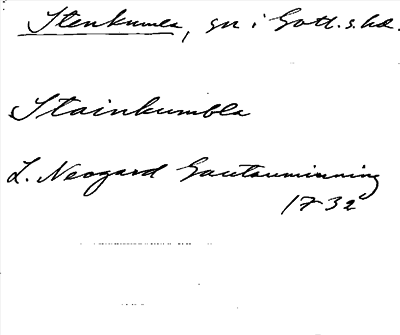 Stenkumla, sn i Gotl. s. hd.
Stainkumbla
L. Neogard Gautauminning
1732